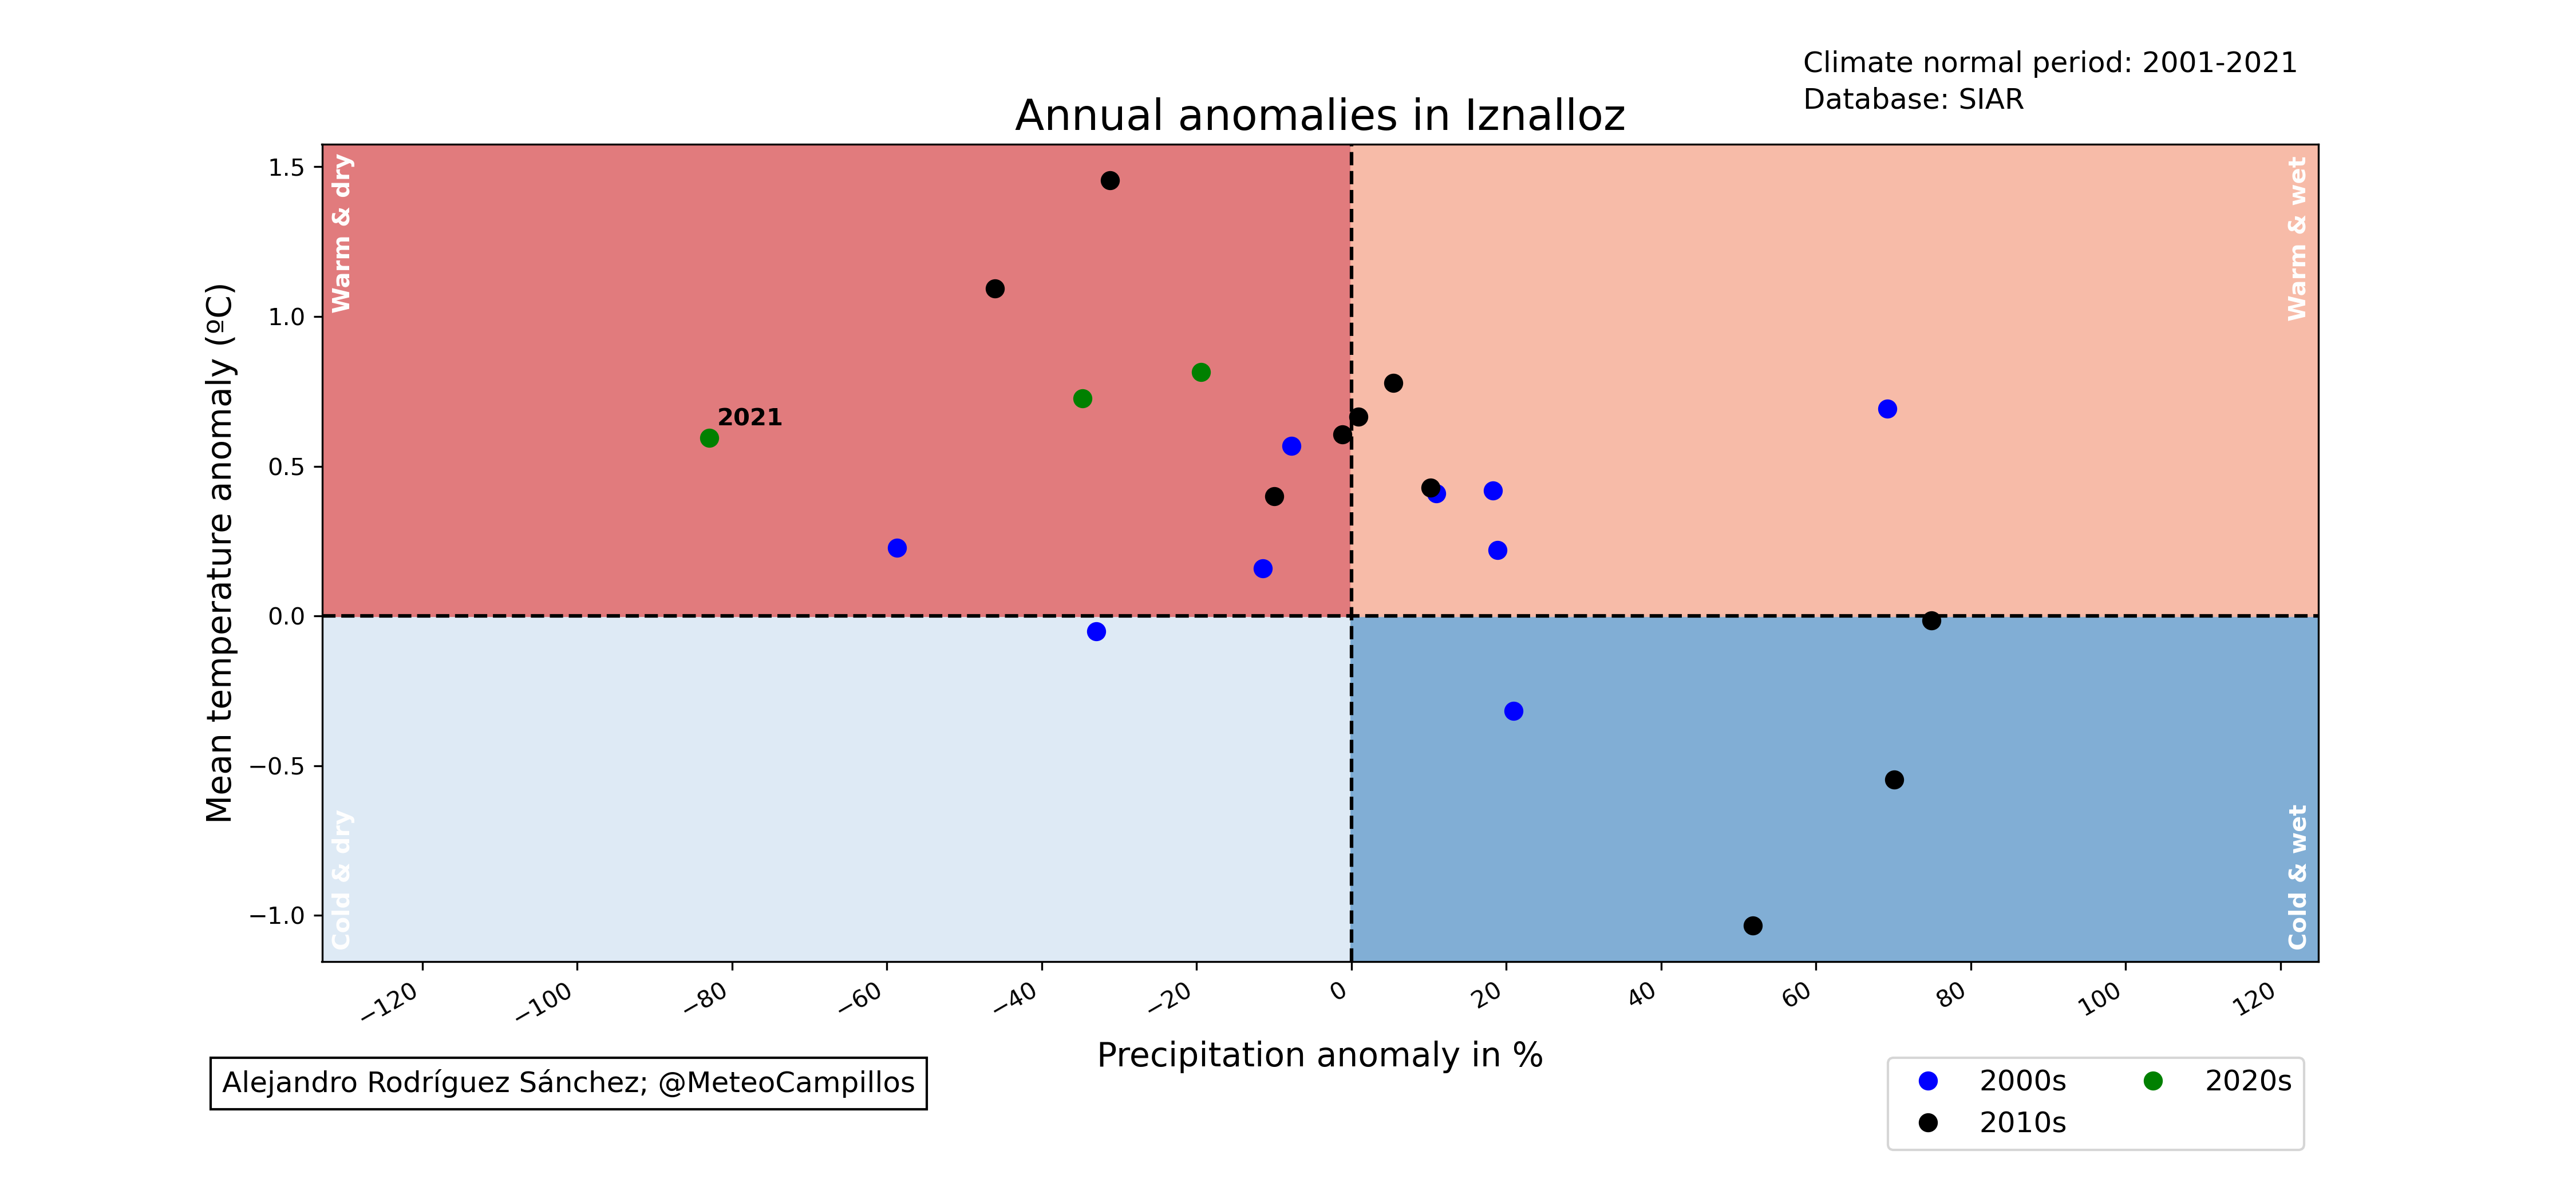 Climate normal period: 2001-2021
Database: SIAR
Annual anomalies in Iznalloz
Warm & dry
Warm & wet
Cold & dry
Cold & wet
2021
Mean temperature anomaly (ºC)
1.5
1.0
0.5
0.0
−0.5
−1.0
−120
−100
−80
−60
−40
−20
0
20
40
60
80
100
120
Precipitation anomaly in %
Alejandro Rodríguez Sánchez; @MeteoCampillos
2000s
2010s
2020s